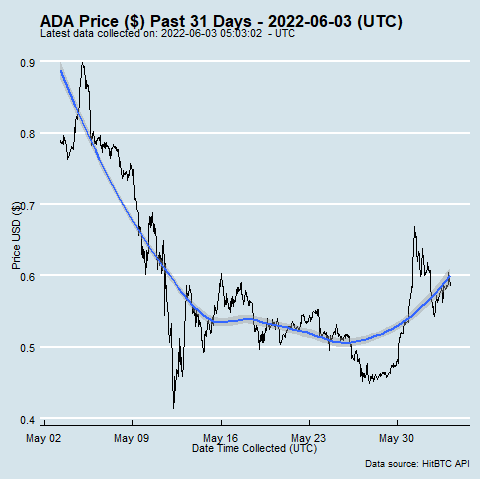 ADA Price ($) Past 31 Days - 2022-06-03 (UTC)
Latest data collected on: 2022-06-03 05:03:02 - UTC
Price USD ($)
0.9
0.8
0.7
0.6
0.5
0.4
May 02
May 09
May 16
May 23
May 30
Date Time Collected (UTC)
Data source: HitBTC API